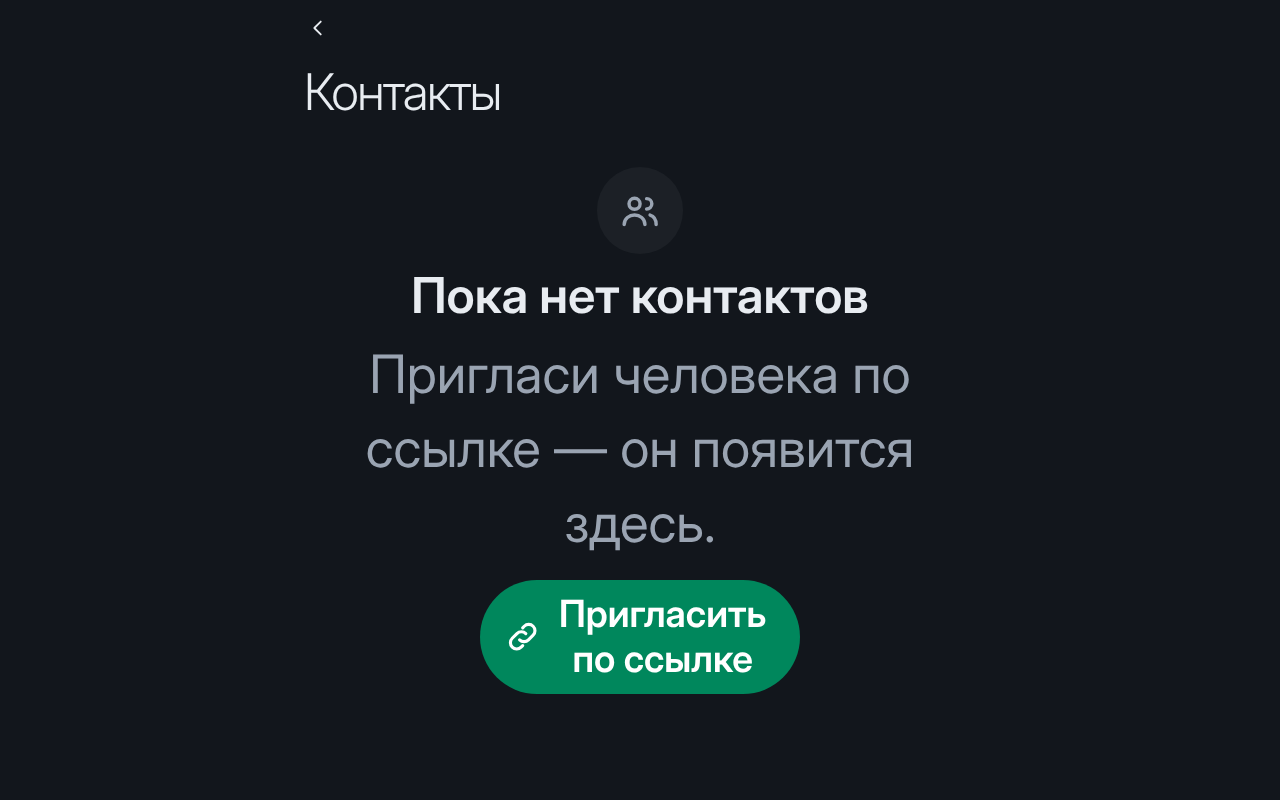 Контакты
Пока нет контактов
Пригласи человека по
ссылке — он появится
здесь.
Пригласить
по ссылке